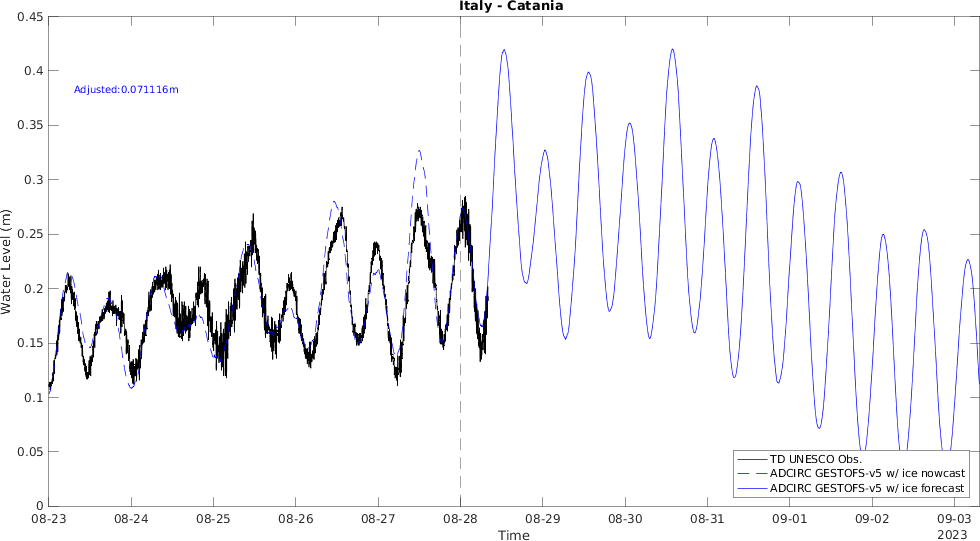 Italy - Catania
0.45
0.4
Adjusted:0.071116m
0.35
0.3
0.25
Water Level (m)
0.2
0.15
0.1
0.05
TD UNESCO Obs.
ADCIRC GESTOFS-v5 w/ ice nowcast
ADCIRC GESTOFS-v5 w/ ice forecast
0
08-23 08-24 08-25 08-26 08-27 08-28 08-29 08-30 08-31 09-01 09-02 09-03
Time 2023